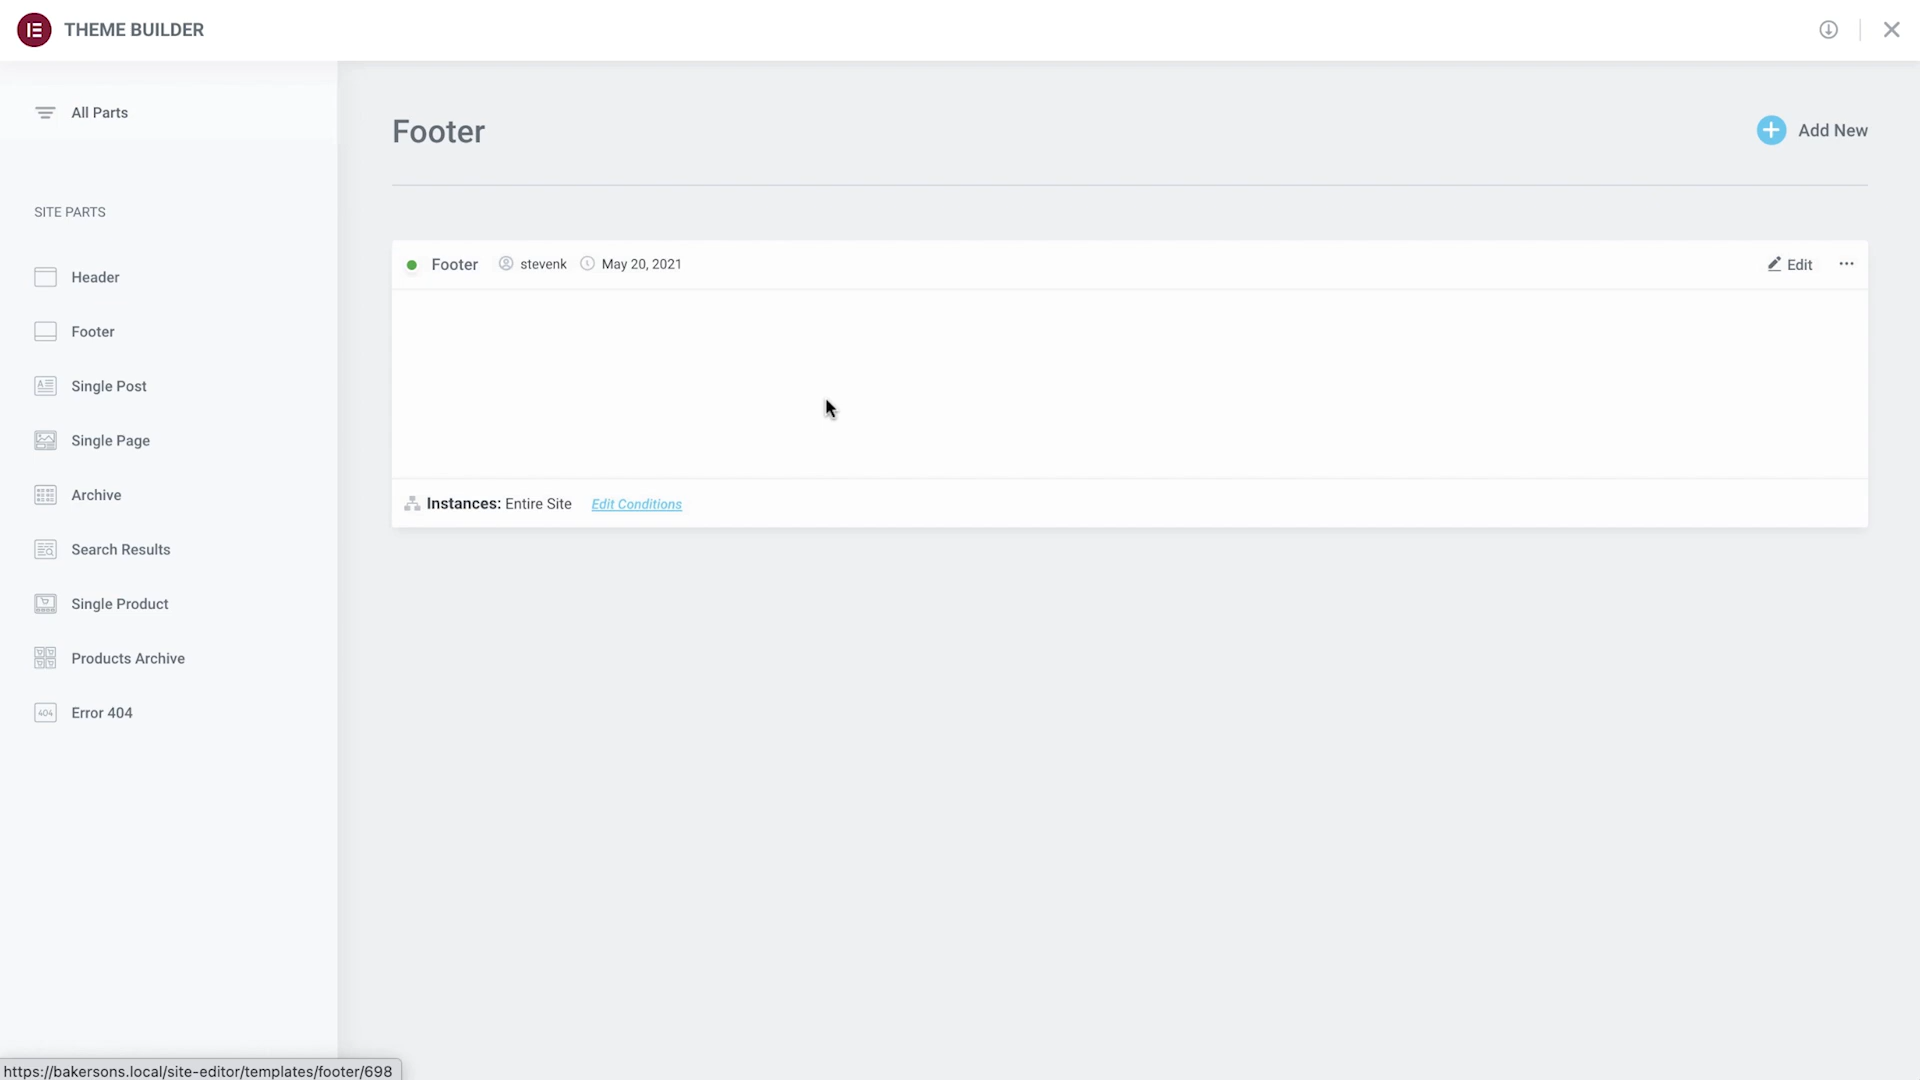 THEME BUILDER
All Parts
SITE PARTS
Header
Footer
Single Post
Single Page
Archive
Search Results
Single Product
Products Archive
404 Error 404
Footer
Add New
Footer stevenk May 20, 2021 Edit
Instances: Entire Site Edit Conditions
https://bakersons.local/site-editor/templates/footer/698